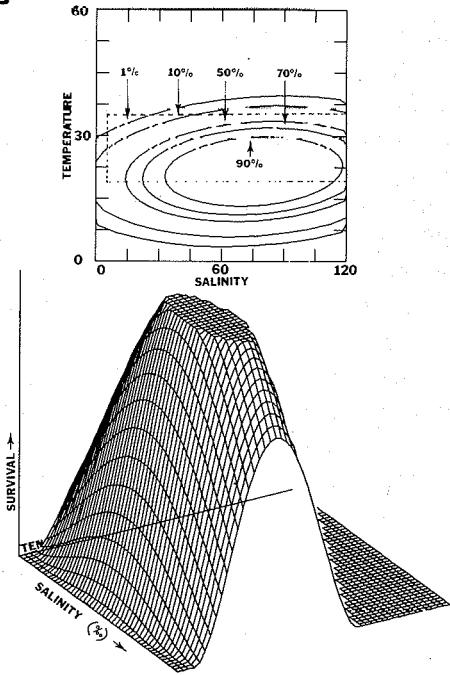 60
1% 10% 50% 70%
TEMPERATURE
30
90%
0
0 60 120
SALINITY
SURVIVAL →
TEN
SALINITY (‰) →